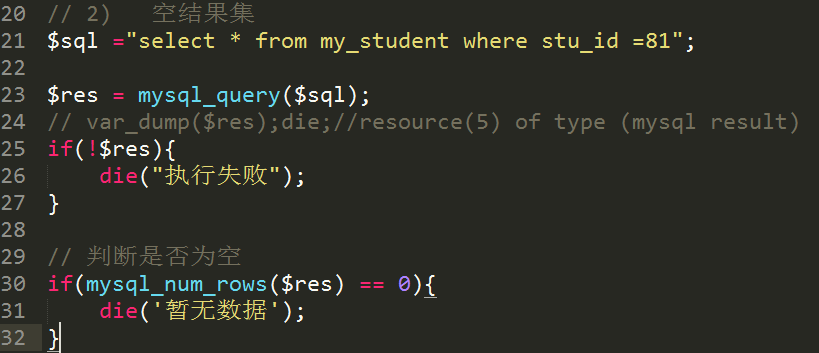 20 // 2)   空结果集
21 $sql ="select * from my_student where stu_id =81";
22
23 $res = mysql_query($sql);
24 // var_dump($res);die;//resource(5) of type (mysql result)
25 if(!$res){
26     die("执行失败");
27 }
28
29 // 判断是否为空
30 if(mysql_num_rows($res) == 0){
31     die('暂无数据');
32 }